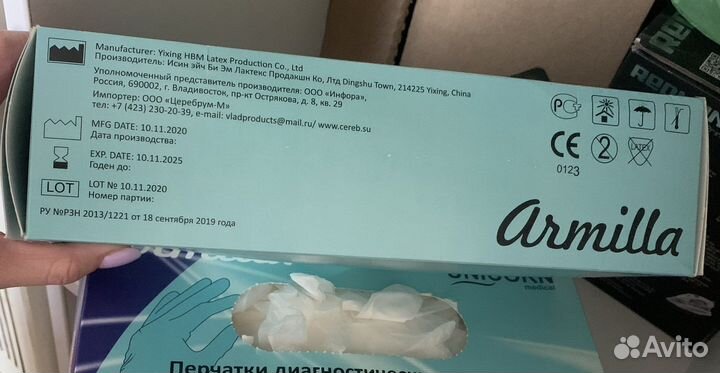 Manufacturer: Yixing HBM Latex Production Co., Ltd
Производитель: Исин эйч Би Эм Лактекс Продакшн Ко, Лтд Dingshu Town, 214225 Yixing, China
Уполномоченный представитель производителя: ООО «Инфора»,
Россия, 690002, г. Владивосток, пр-кт Острякова, д. 8, кв. 29
Импортер: ООО «Церебрум-М»
тел: +7 (423) 230-20-39, e-mail: vladproducts@mail.ru/ www.cereb.su
MFG DATE: 10.11.2020
Дата производства:
EXP. DATE: 10.11.2025
Годен до:
LOT
LOT № 10.11.2020
Номер партии:
РУ №РЗН 2013/1221 от 18 сентября 2019 года
CE
0123
2
LATEX
armilla
UNICORN
medical
Перчатки диагностическ
Avito